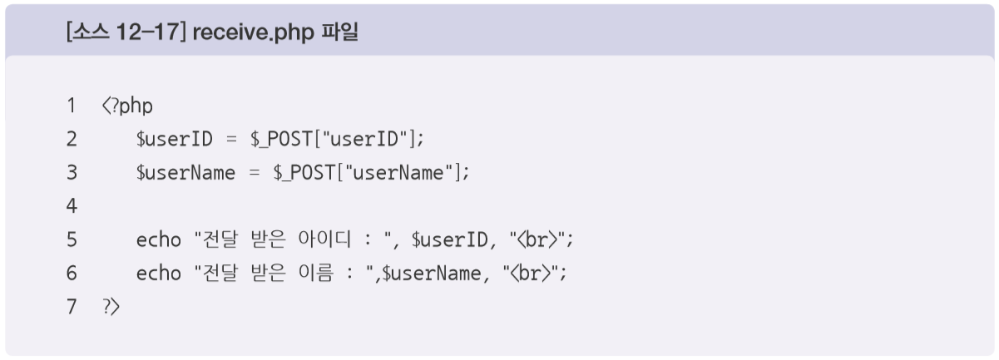 [소스 12-17] receive.php 파일
1 <?php
2 $userID = $_POST["userID"];
3 $userName = $_POST["userName"];
4
5 echo "전달 받은 아이디 : ", $userID, "<br>";
6 echo "전달 받은 이름 : ",$userName, "<br>";
7 ?>